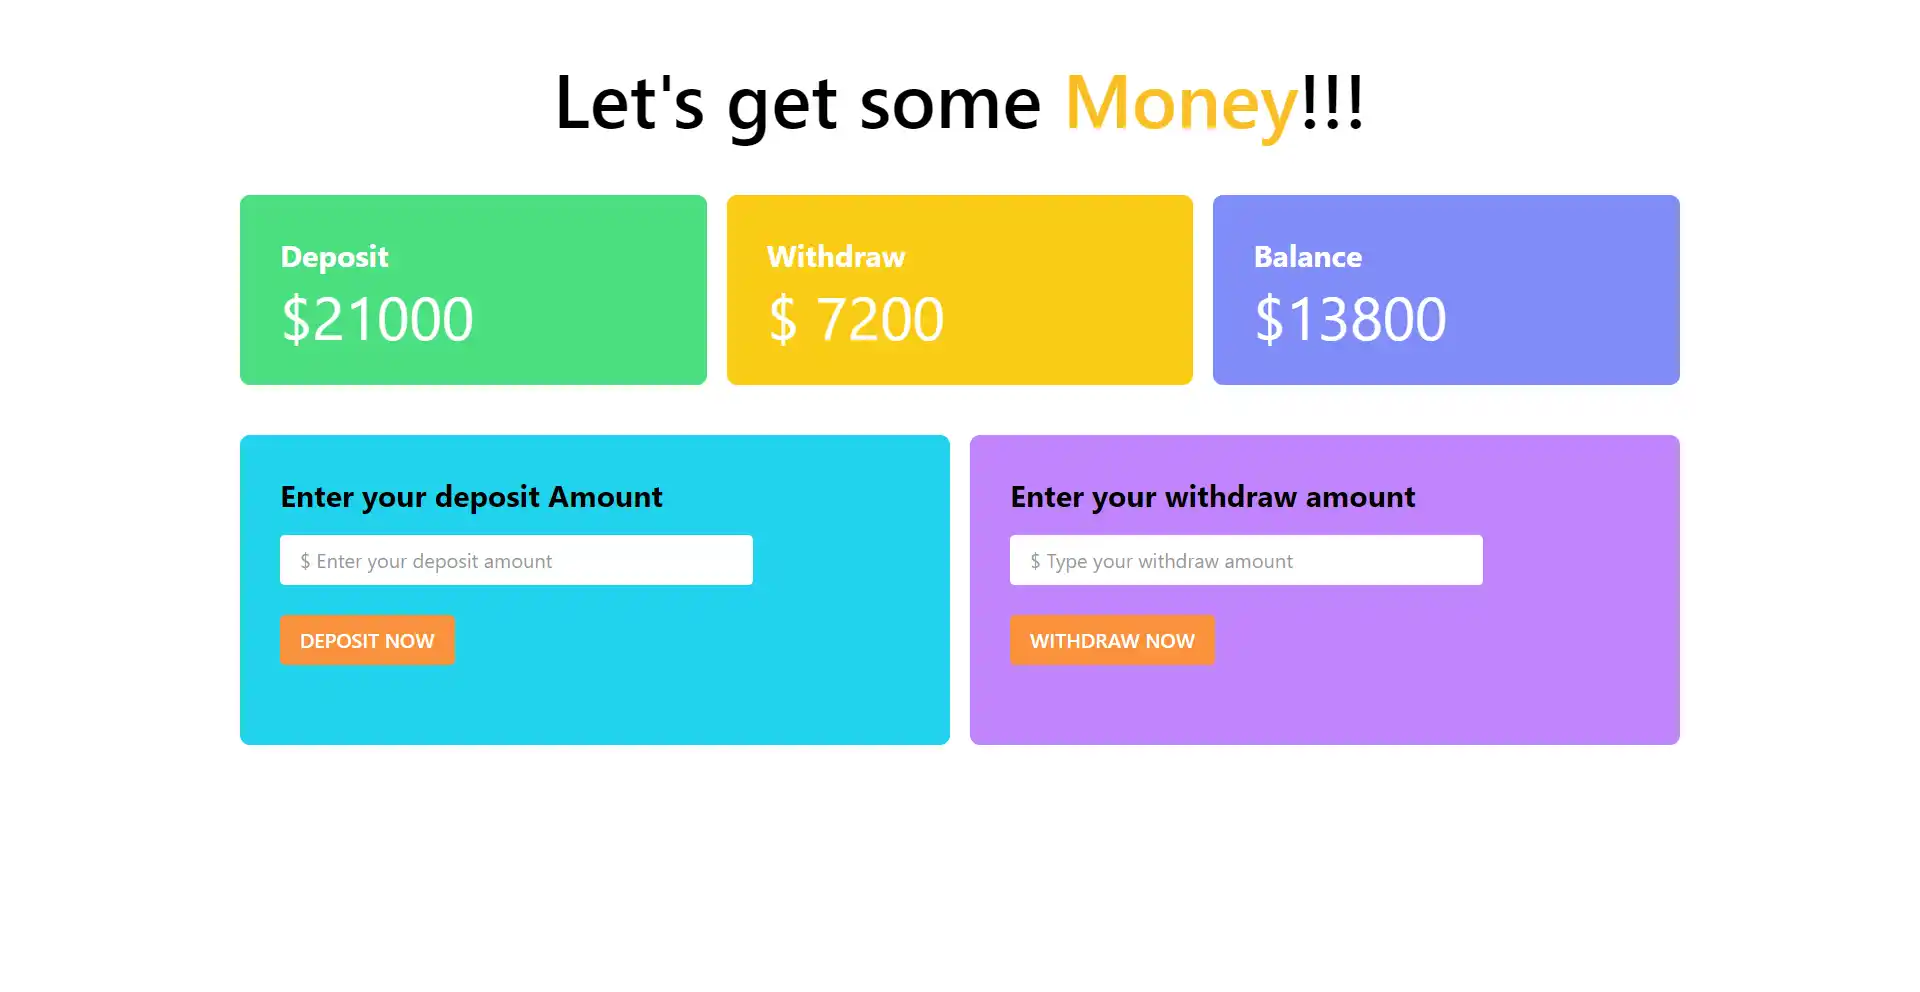 Let's get some Money!!!
Deposit
$21000
Withdraw
$ 7200
Balance
$13800
Enter your deposit Amount
$ Enter your deposit amount
DEPOSIT NOW
Enter your withdraw amount
$ Type your withdraw amount
WITHDRAW NOW